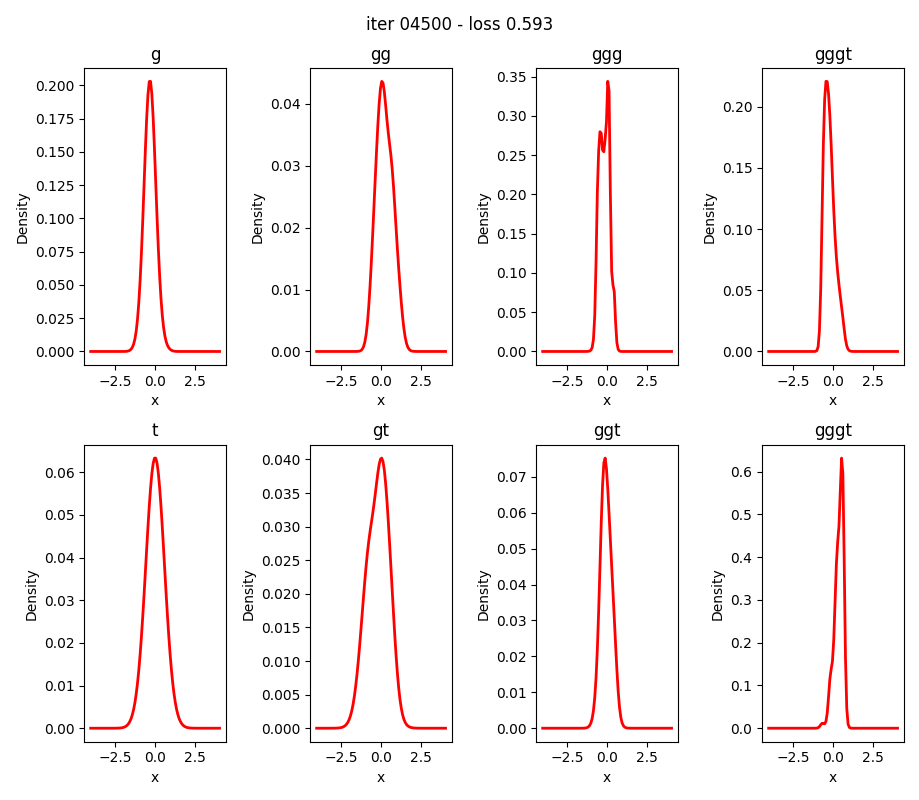 iter 04500 - loss 0.593
g
gg
ggg
gggt
0.200
0.175
0.150
0.125
0.100
0.075
0.050
0.025
0.000
Density
−2.5 0.0 2.5
x
0.04
0.03
0.02
0.01
0.00
Density
−2.5 0.0 2.5
x
0.35
0.30
0.25
0.20
0.15
0.10
0.05
0.00
Density
−2.5 0.0 2.5
x
0.20
0.15
0.10
0.05
0.00
Density
−2.5 0.0 2.5
x
t
gt
ggt
gggt
0.06
0.05
0.04
0.03
0.02
0.01
0.00
Density
−2.5 0.0 2.5
x
0.040
0.035
0.030
0.025
0.020
0.015
0.010
0.005
0.000
Density
−2.5 0.0 2.5
x
0.07
0.06
0.05
0.04
0.03
0.02
0.01
0.00
Density
−2.5 0.0 2.5
x
0.6
0.5
0.4
0.3
0.2
0.1
0.0
Density
−2.5 0.0 2.5
x